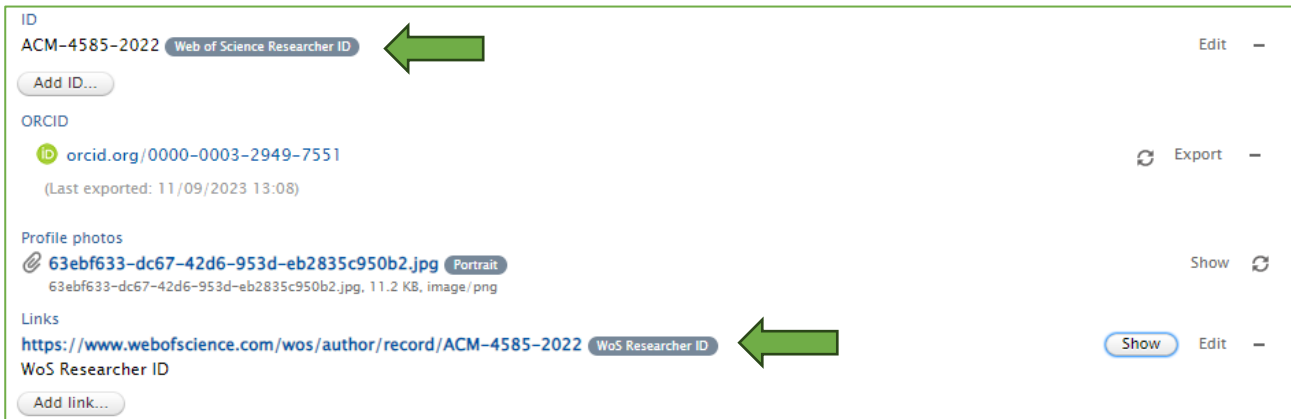 ID
ACM-4585-2022 Web of Science Researcher ID Edit –
Add ID...
ORCID
iD orcid.org/0000-0003-2949-7551 Export –
(Last exported: 11/09/2023 13:08)
Profile photos
63ebf633-dc67-42d6-953d-eb2835c950b2.jpg Portrait Show
63ebf633-dc67-42d6-953d-eb2835c950b2.jpg, 11.2 KB, image/png
Links
https://www.webofscience.com/wos/author/record/ACM-4585-2022 WoS Researcher ID Show Edit –
WoS Researcher ID
Add link...